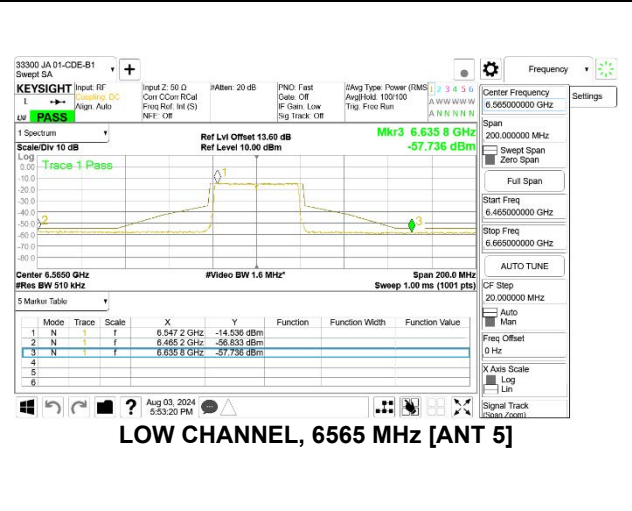 33300 JA 01-CDE-B1
Swept SA
Frequency
KEYSIGHT
L
PASS
Input: RF
Coupling: DC
Align: Auto
Input Z: 50 Ω
Corr CCorr RCal
Freq Ref: Int (S)
NFE: Off
#Atten: 20 dB
PNO: Fast
Gate: Off
IF Gain: Low
Sig Track: Off
#Avg Type: Power (RMS
Avg|Hold: 100/100
Trig: Free Run
1 2 3 4 5 6
A W W W W W
A N N N N N
1 Spectrum
Scale/Div 10 dB
Ref Lvl Offset 13.60 dB
Ref Level 10.00 dBm
Mkr3 6.635 8 GHz
-57.736 dBm
Log
Trace 1 Pass
0.00
-10.0
-20.0
-30.0
-40.0
-50.0
-60.0
-70.0
-80.0
1
2
3
Center 6.5650 GHz
#Res BW 510 kHz
#Video BW 1.6 MHz*
Span 200.0 MHz
Sweep 1.00 ms (1001 pts)
5 Marker Table
Mode Trace Scale X Y Function Function Width Function Value
1 N 1 f 6.547 2 GHz -14.536 dBm
2 N 1 f 6.465 2 GHz -56.833 dBm
3 N 1 f 6.635 8 GHz -57.736 dBm
4
5
6
Aug 03, 2024
5:53:20 PM
Center Frequency
6.565000000 GHz
Settings
Span
200.000000 MHz
Swept Span
Zero Span
Full Span
Start Freq
6.465000000 GHz
Stop Freq
6.665000000 GHz
AUTO TUNE
CF Step
20.000000 MHz
Auto
Man
Freq Offset
0 Hz
X Axis Scale
Log
Lin
Signal Track
(Span Zoom)
LOW CHANNEL, 6565 MHz [ANT 5]